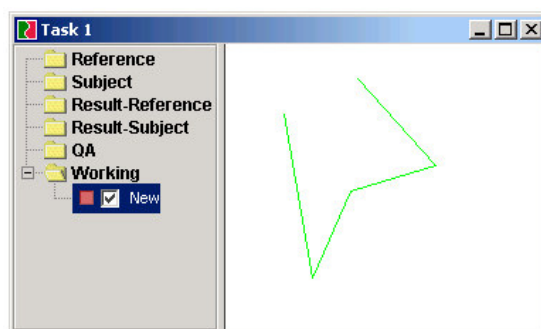 Task 1
Reference
Subject
Result-Reference
Result-Subject
QA
Working
New